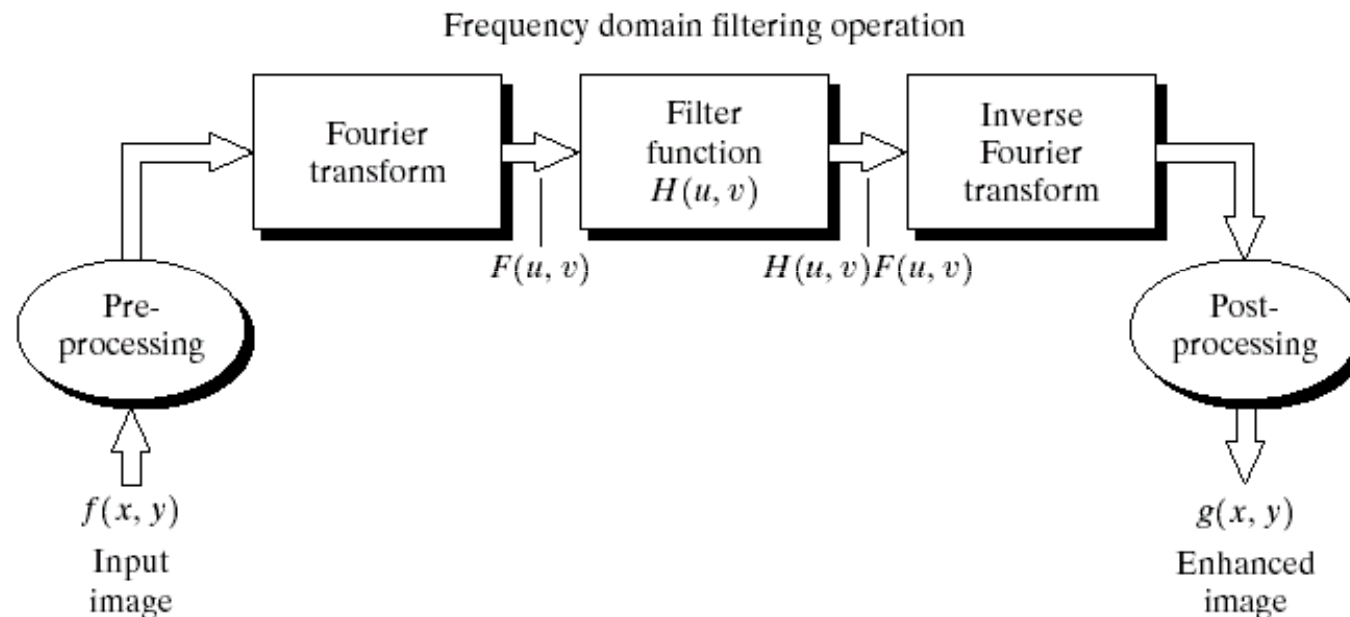 Frequency domain filtering operation
Fourier
transform
Filter
function
H(u, v)
Inverse
Fourier
transform
F(u, v)
H(u, v)F(u, v)
Pre-
processing
Post-
processing
f(x, y)
Input
image
g(x, y)
Enhanced
image